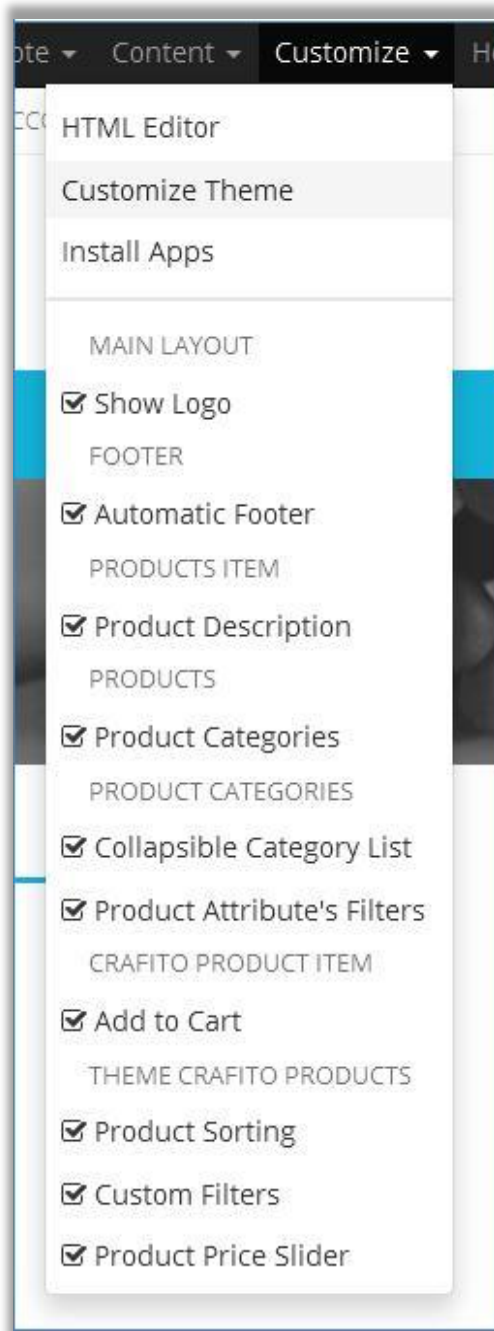 Content Customize
HTML Editor
Customize Theme
Install Apps
MAIN LAYOUT
Show Logo
FOOTER
Automatic Footer
PRODUCTS ITEM
Product Description
PRODUCTS
Product Categories
PRODUCT CATEGORIES
Collapsible Category List
Product Attribute's Filters
CRAFITO PRODUCT ITEM
Add to Cart
THEME CRAFITO PRODUCTS
Product Sorting
Custom Filters
Product Price Slider